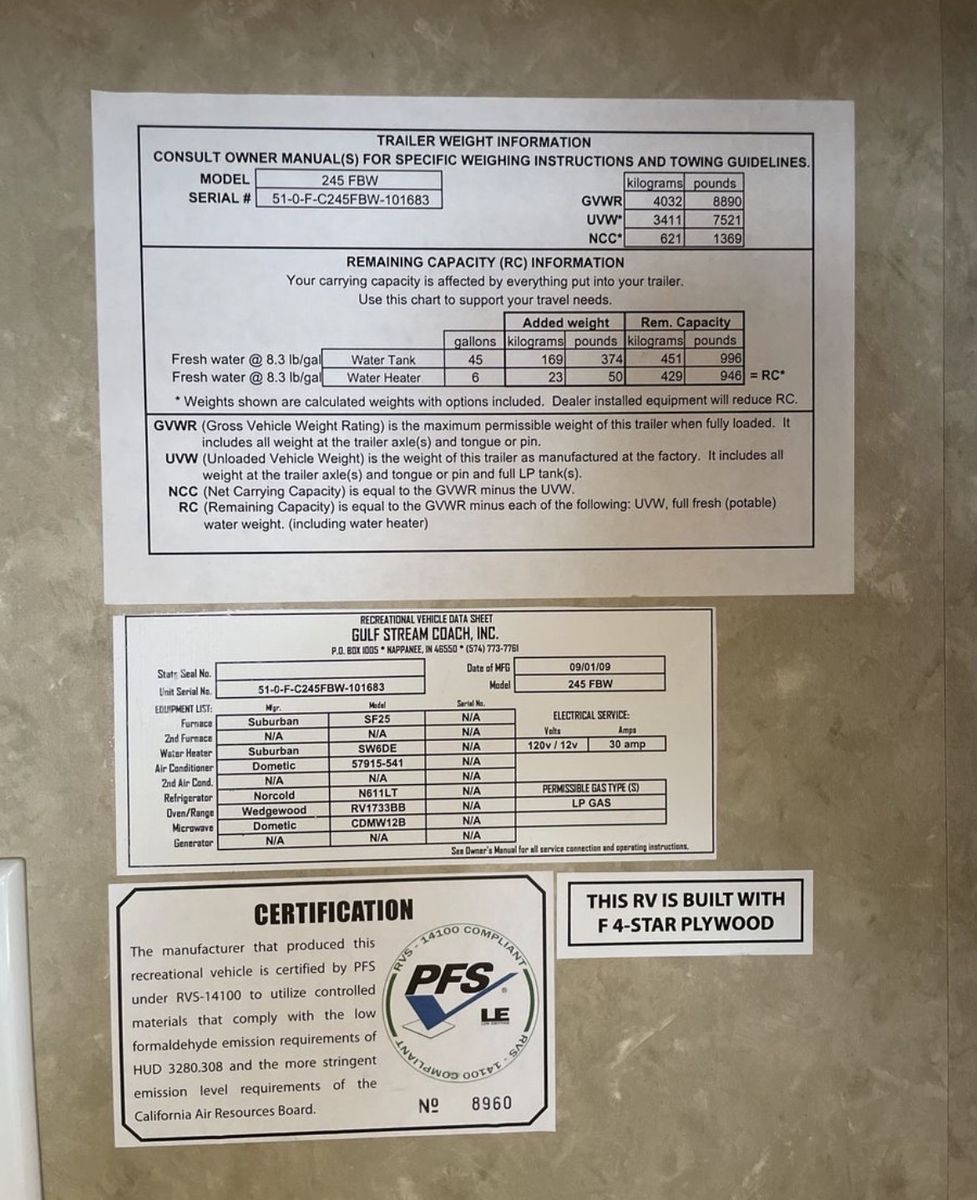 TRAILER WEIGHT INFORMATION
CONSULT OWNER MANUAL(S) FOR SPECIFIC WEIGHING INSTRUCTIONS AND TOWING GUIDELINES.
MODEL 245 FBW
SERIAL # 51-0-F-C245FBW-101683
kilograms pounds
GVWR 4032 8890
UVW* 3411 7521
NCC* 621 1369
REMAINING CAPACITY (RC) INFORMATION
Your carrying capacity is affected by everything put into your trailer.
Use this chart to support your travel needs.
Added weight Rem. Capacity
gallons kilograms pounds kilograms pounds
Fresh water @ 8.3 lb/gal Water Tank 45 169 374 451 996
Fresh water @ 8.3 lb/gal Water Heater 6 23 50 429 946 = RC*
* Weights shown are calculated weights with options included. Dealer installed equipment will reduce RC.
GVWR (Gross Vehicle Weight Rating) is the maximum permissible weight of this trailer when fully loaded. It
includes all weight at the trailer axle(s) and tongue or pin.
UVW (Unloaded Vehicle Weight) is the weight of this trailer as manufactured at the factory. It includes all
weight at the trailer axle(s) and tongue or pin and full LP tank(s).
NCC (Net Carrying Capacity) is equal to the GVWR minus the UVW.
RC (Remaining Capacity) is equal to the GVWR minus each of the following: UVW, full fresh (potable)
water weight. (including water heater)
RECREATIONAL VEHICLE DATA SHEET
GULF STREAM COACH, INC.
P.O. BOX 1005 * NAPPANEE, IN 46550 * (574) 773-7761
State Seal No.
Date of MFG 09/01/09
Unit Serial No. 51-0-F-C245FBW-101683
Model 245 FBW
EQUIPMENT LIST: Mgr. Model Serial No.
Furnace Suburban SF25 N/A
2nd Furnace N/A N/A N/A
Water Heater Suburban SW6DE N/A
Air Conditioner Dometic 57915-541 N/A
2nd Air Cond. N/A N/A N/A
Refrigerator Norcold N611LT N/A
Oven/Range Wedgewood RV1733BB N/A
Microwave Dometic CDMW12B N/A
Generator N/A N/A N/A
ELECTRICAL SERVICE:
Volts Amps
120v / 12v 30 amp
PERMISSIBLE GAS TYPE (S)
LP GAS
See Owner's Manual for all service connection and operating instructions.
CERTIFICATION
The manufacturer that produced this
recreational vehicle is certified by PFS
under RVS-14100 to utilize controlled
materials that comply with the low
formaldehyde emission requirements of
HUD 3280.308 and the more stringent
emission level requirements of the
California Air Resources Board.
RVS - 14100 COMPLIANT
PFS
®
LE
LOW EMITTING
RVS - 14100 COMPLIANT
Nº 8960
THIS RV IS BUILT WITH
F 4-STAR PLYWOOD